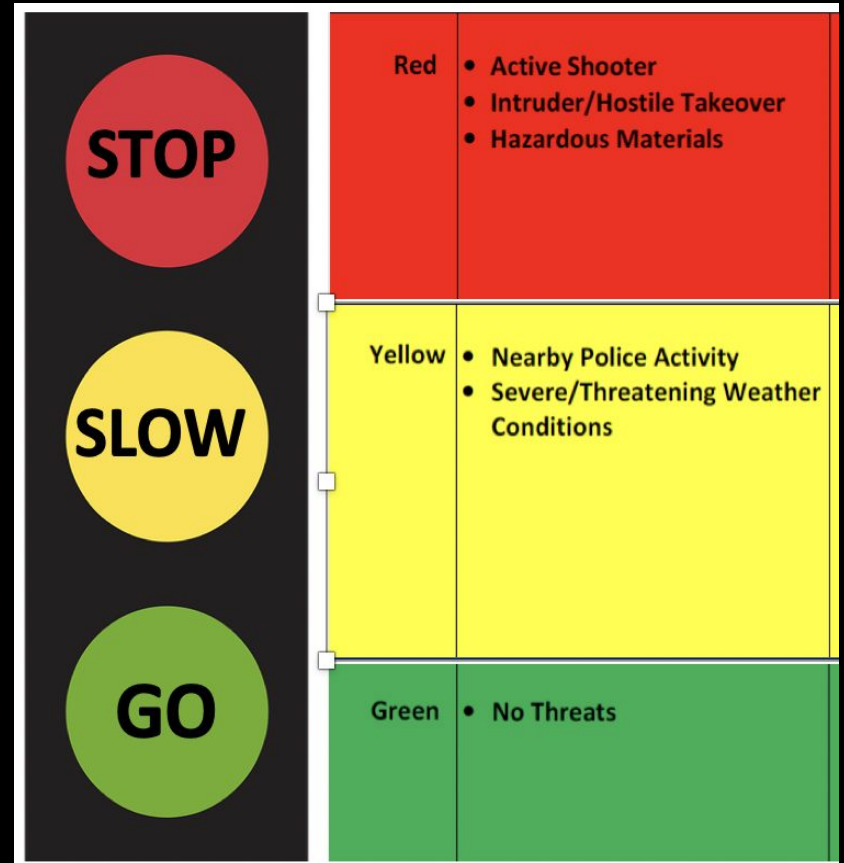 STOP
Red
• Active Shooter
• Intruder/Hostile Takeover
• Hazardous Materials
SLOW
Yellow
• Nearby Police Activity
• Severe/Threatening Weather
Conditions
GO
Green
• No Threats